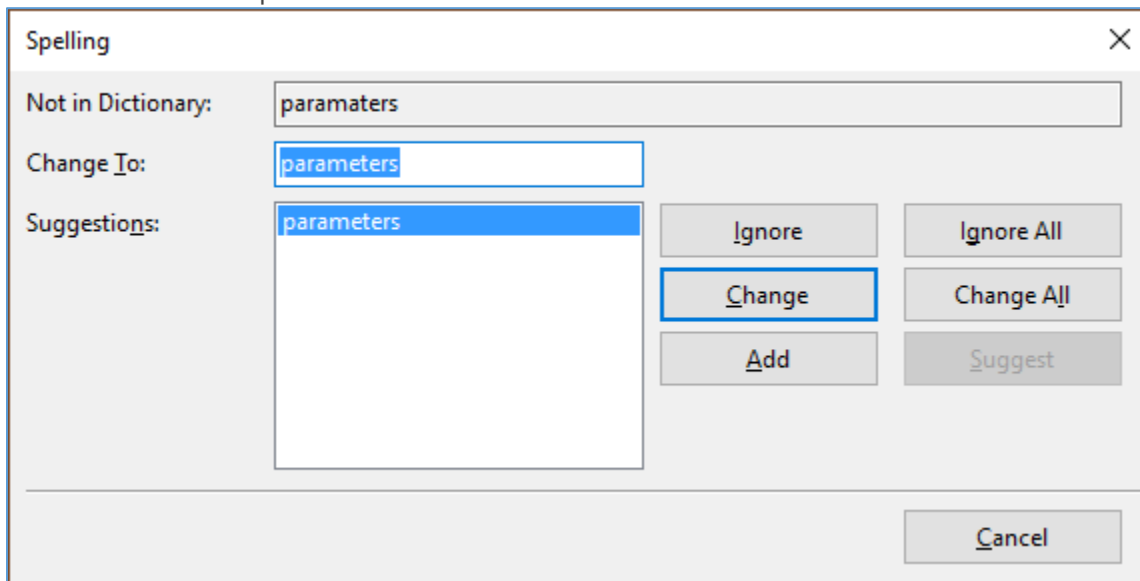 Spelling
Not in Dictionary: paramaters
Change To: parameters
Suggestions: parameters
Ignore Ignore All
Change Change All
Add Suggest
Cancel